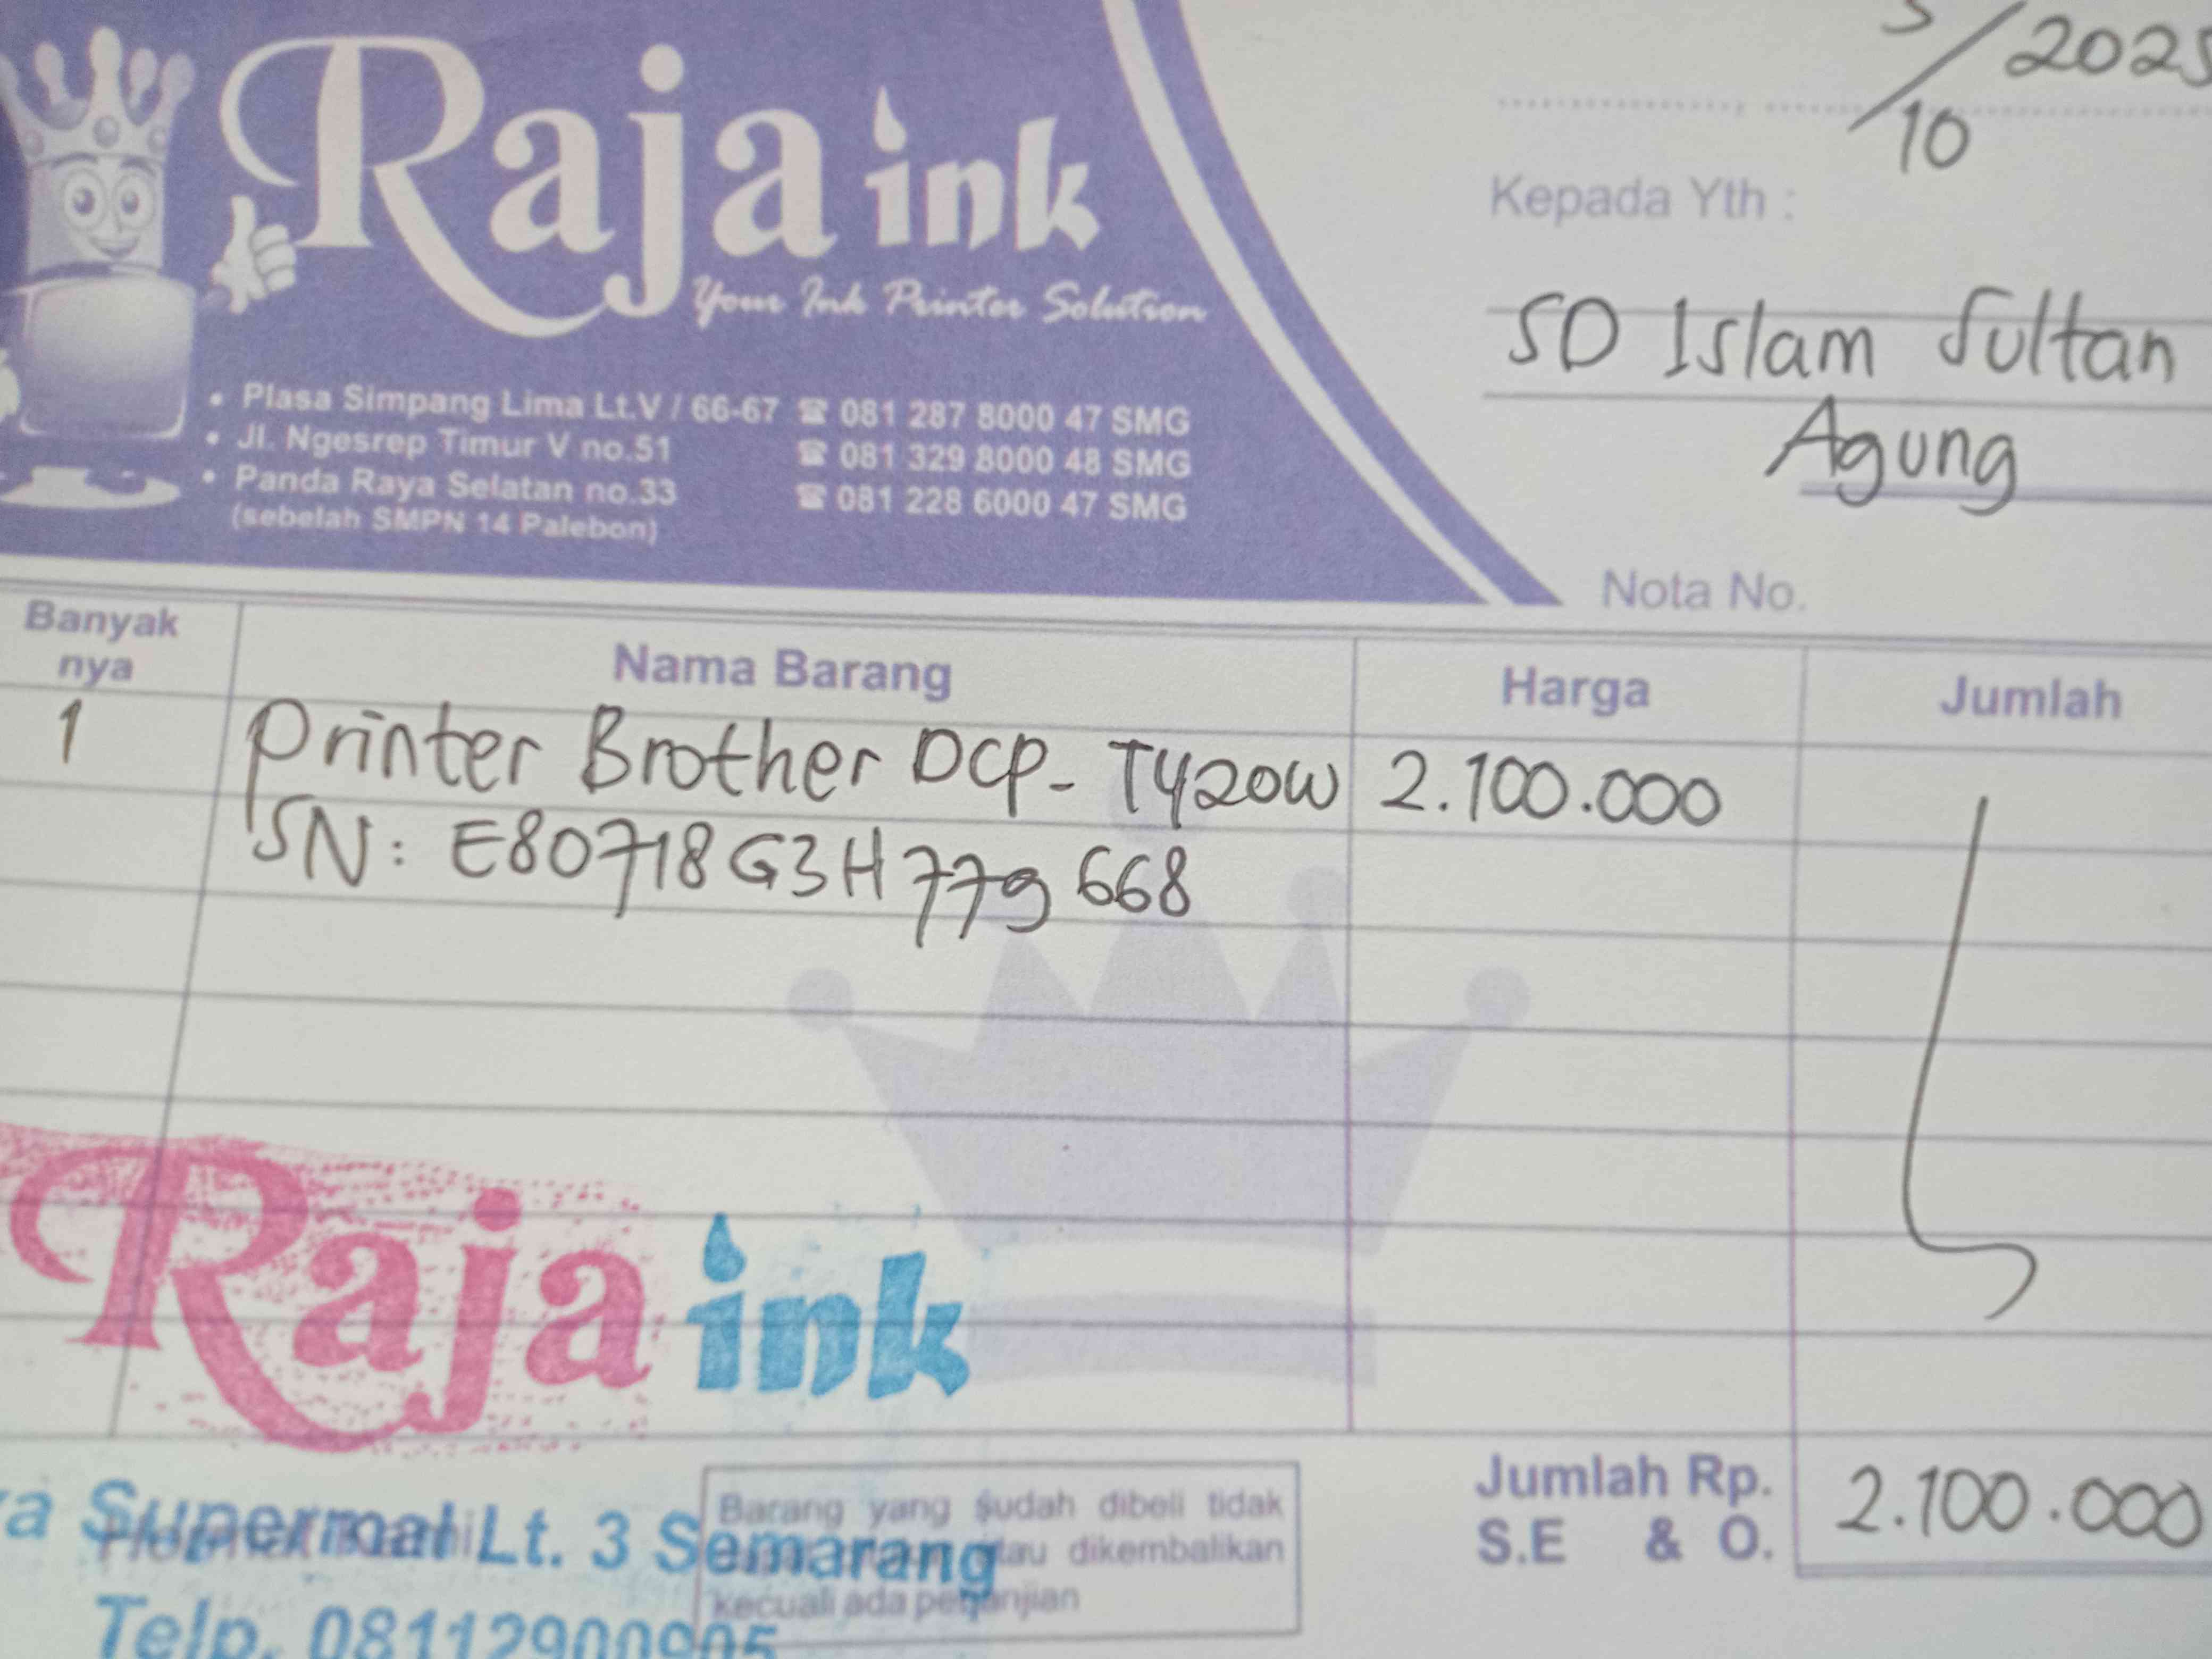 Raja ink
Your Ink Printer Solution
• Plasa Simpang Lima Lt.V / 66-67 ☎ 081 287 8000 47 SMG
• Jl. Ngesrep Timur V no.51 ☎ 081 329 8000 48 SMG
• Panda Raya Selatan no.33 ☎ 081 228 6000 47 SMG
(sebelah SMPN 14 Palebon)
/2025
10
Kepada Yth :
SD Islam Sultan
Agung
Nota No.
Banyak
nya
Nama Barang Harga Jumlah
1 Printer Brother DCP- T420W 2.100.000
SN: E80718G3H779668
Raja ink
Supermal Lt. 3 Semarang
Telp. 08112900905
Barang yang sudah dibeli tidak
dikembalikan
kecuali ada perjanjian
Jumlah Rp. 2.100.000
S.E & O.